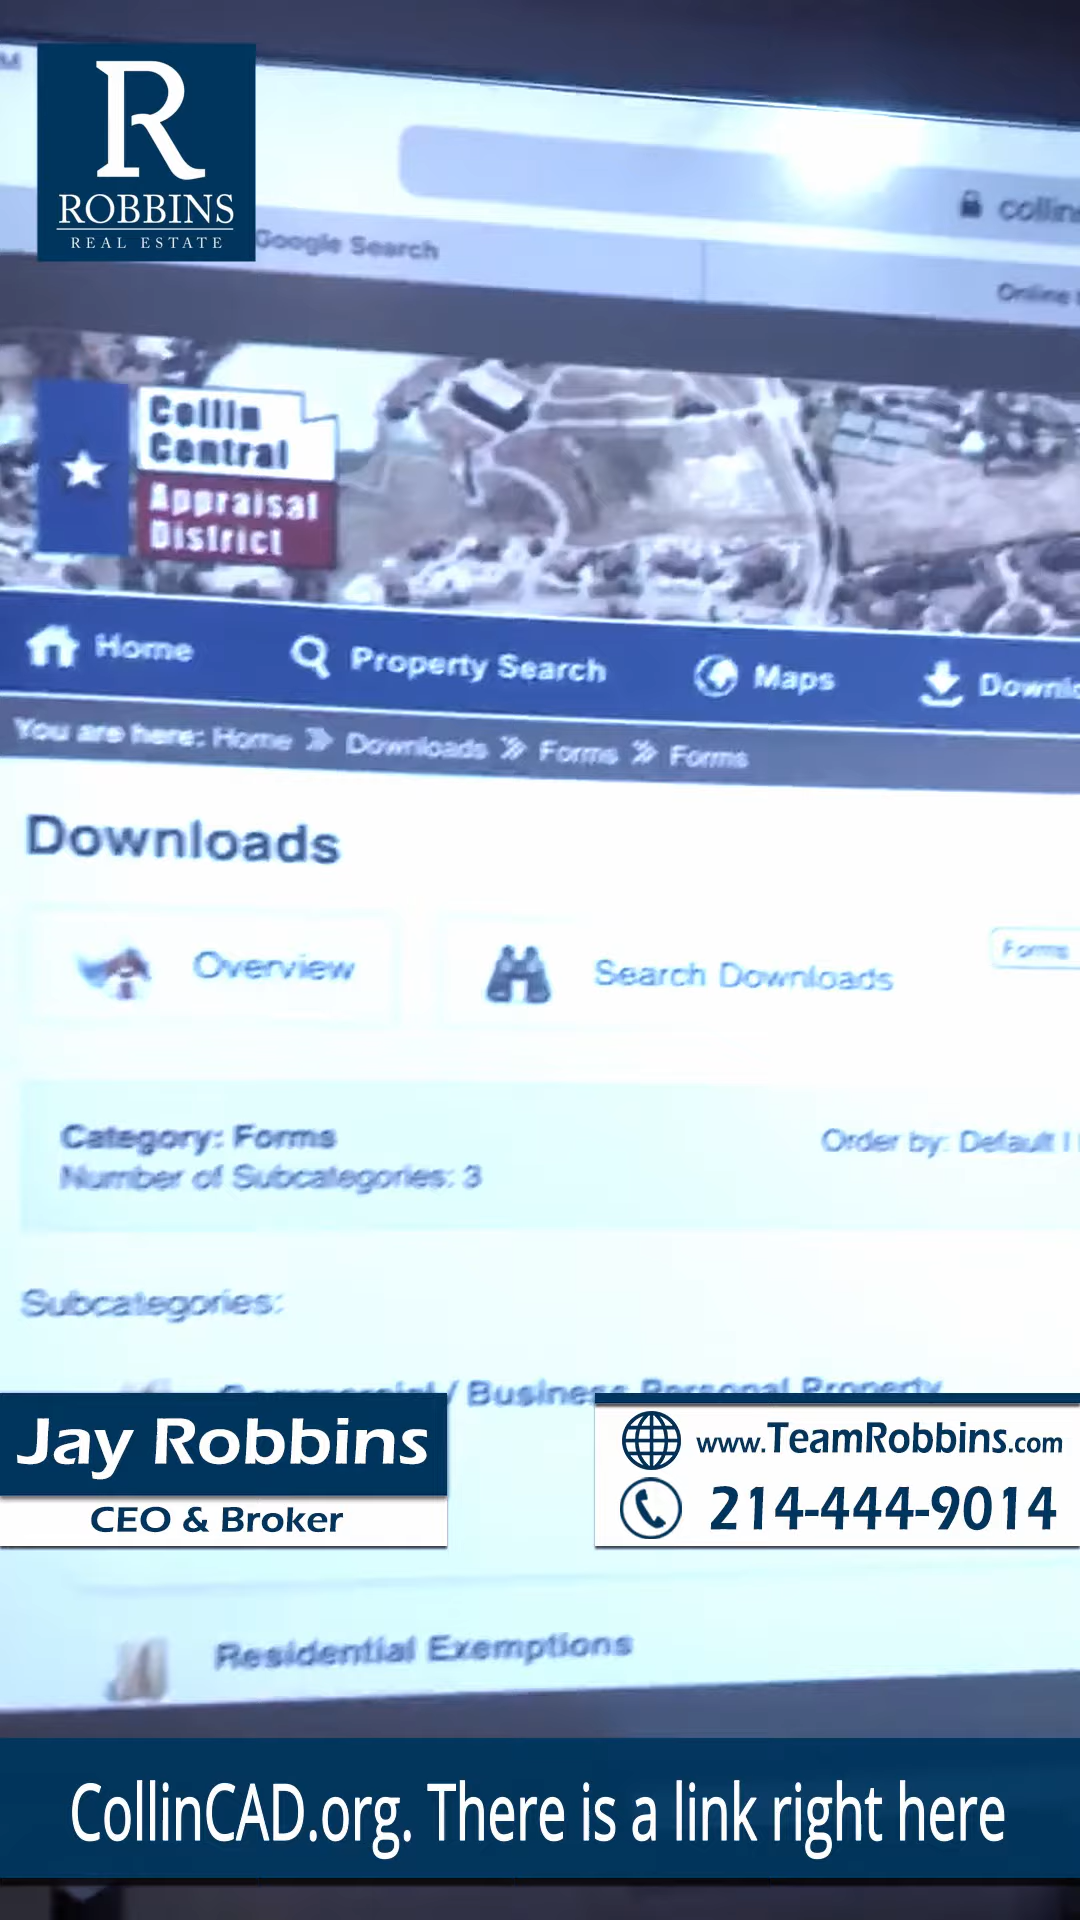 R
ROBBINS
REAL ESTATE
Google Search
Online
Collin
Central
Appraisal
District
Home
Property Search
Maps
You are here: Home » Downloads » Forms » Forms
Downloads
Overview
Search Downloads
Forms
Category: Forms
Order by: Default
Number of Subcategories: 3
Subcategories:
Commercial / Business Personal Property
Jay Robbins
CEO & Broker
www.TeamRobbins.com
214-444-9014
Residential Exemptions
CollinCAD.org. There is a link right here